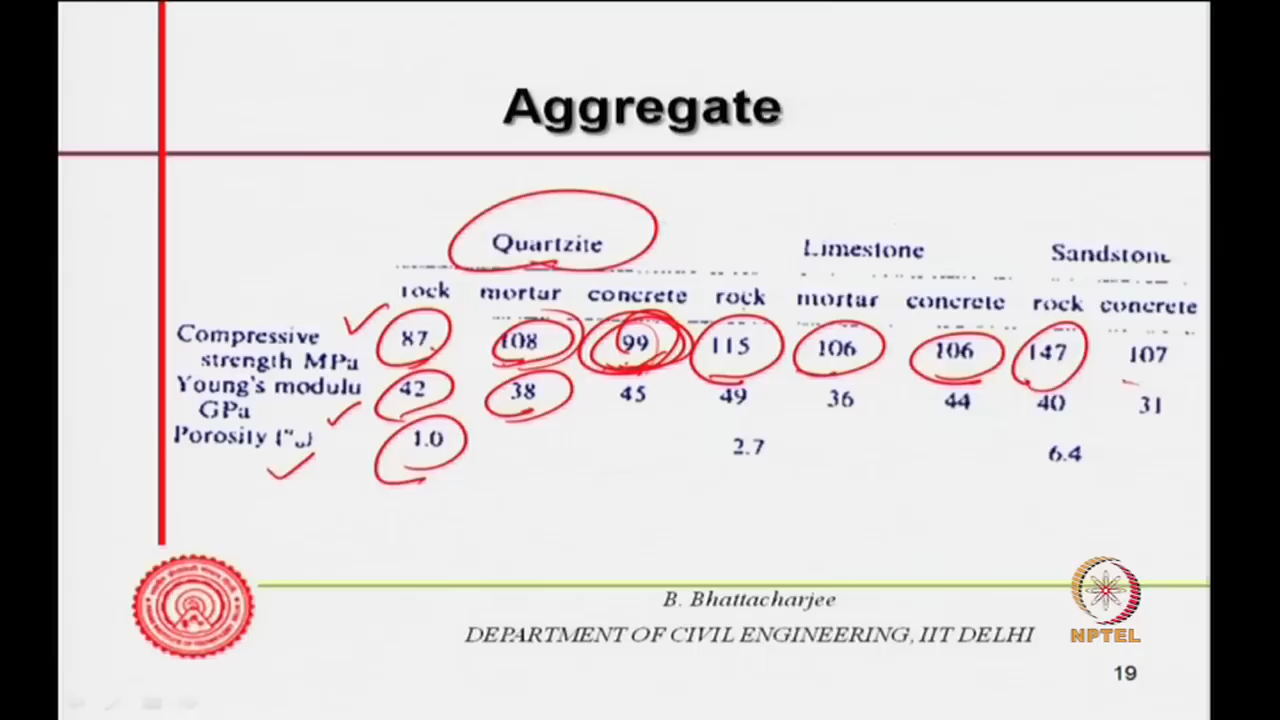 Aggregate
Quartzite Limestone Sandstone
rock mortar concrete rock mortar concrete rock concrete
Compressive 87 108 99 115 106 106 147 107
strength MPa
Young's modulu 42 38 45 49 36 44 40 31
GPa
Porosity (%) 1.0 2.7 6.4
B. Bhattacharjee
DEPARTMENT OF CIVIL ENGINEERING, IIT DELHI
NPTEL
19